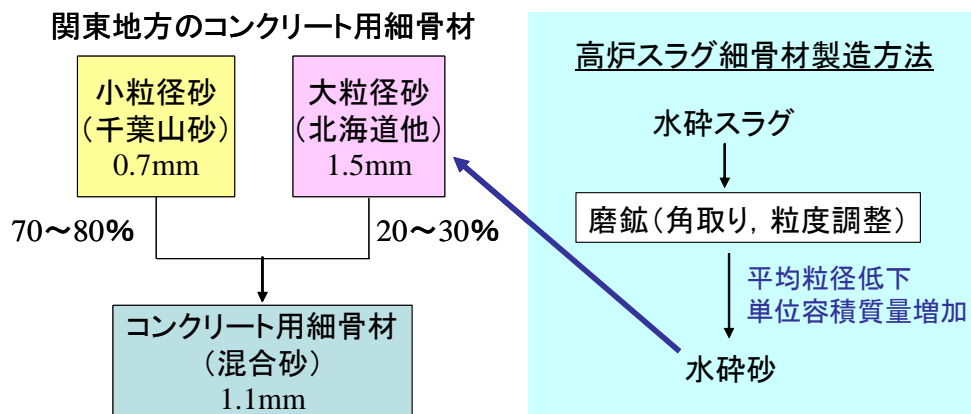 関東地方のコンクリート用細骨材
小粒径砂
(千葉山砂)
0.7mm
大粒径砂
(北海道他)
1.5mm
70～80%
20～30%
コンクリート用細骨材
(混合砂)
1.1mm
高炉スラグ細骨材製造方法
水砕スラグ
磨鉱(角取り, 粒度調整)
平均粒径低下
単位容積質量増加
水砕砂